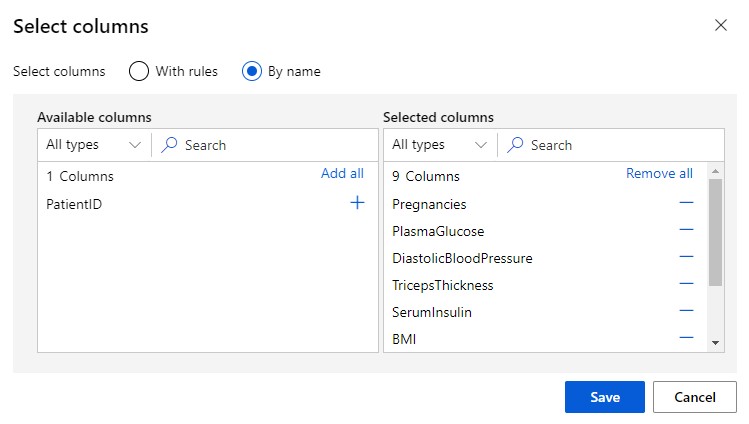 Select columns
Select columns With rules By name
Available columns
All types Search
1 Columns Add all
PatientID
Selected columns
All types Search
9 Columns Remove all
Pregnancies
PlasmaGlucose
DiastolicBloodPressure
TricepsThickness
SerumInsulin
BMI
Save Cancel